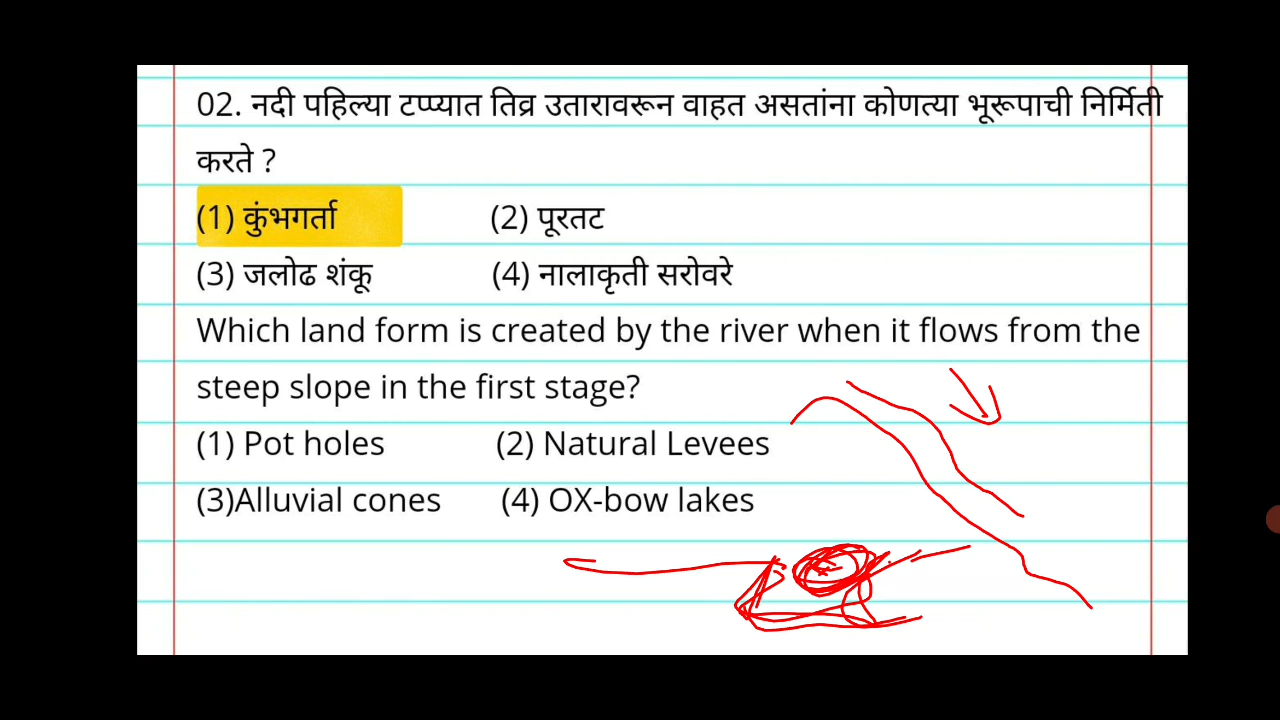 02. नदी पहिल्या टप्प्यात तिव्र उतारावरून वाहत असतांना कोणत्या भूरूपाची निर्मिती
करते ?
(1) कुंभगर्ता (2) पूरतट
(3) जलोढ शंकू (4) नालाकृती सरोवरे
Which land form is created by the river when it flows from the
steep slope in the first stage?
(1) Pot holes (2) Natural Levees
(3)Alluvial cones (4) OX-bow lakes